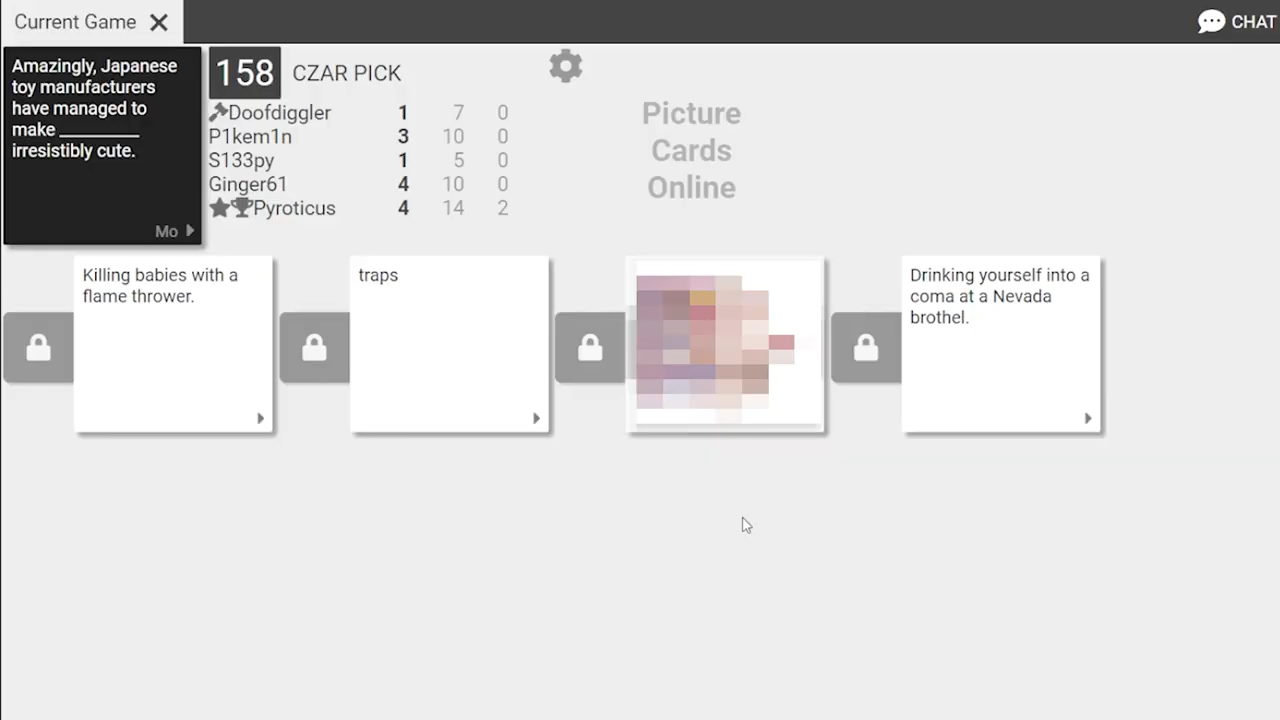 Current Game
CHAT
Amazingly, Japanese
toy manufacturers
have managed to
make ________
irresistibly cute.
Mo
158 CZAR PICK
Doofdiggler 1 7 0
P1kem1n 3 10 0
S133py 1 5 0
Ginger61 4 10 0
Pyroticus 4 14 2
Picture
Cards
Online
Killing babies with a
flame thrower.
traps
Drinking yourself into a
coma at a Nevada
brothel.